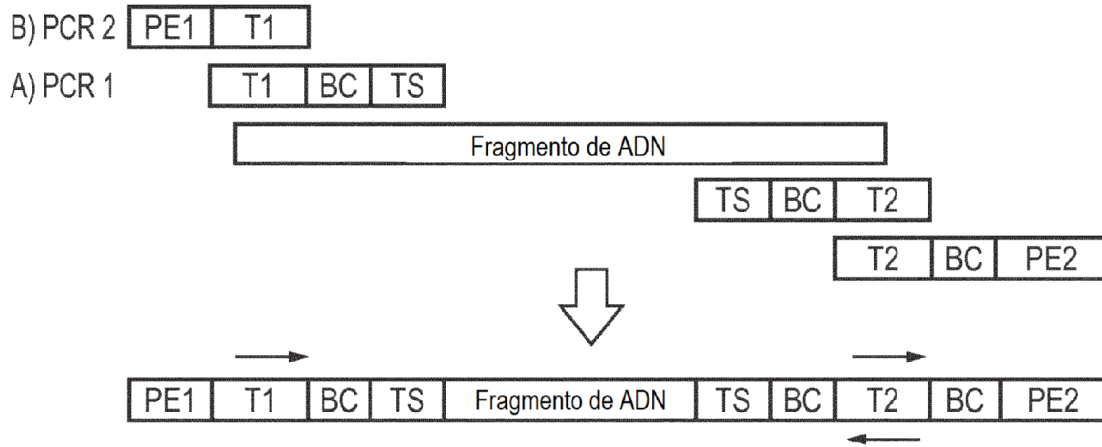 B) PCR 2 PE1 T1
A) PCR 1 T1 BC TS
Fragmento de ADN
TS BC T2
T2 BC PE2
PE1 T1 BC TS Fragmento de ADN TS BC T2 BC PE2